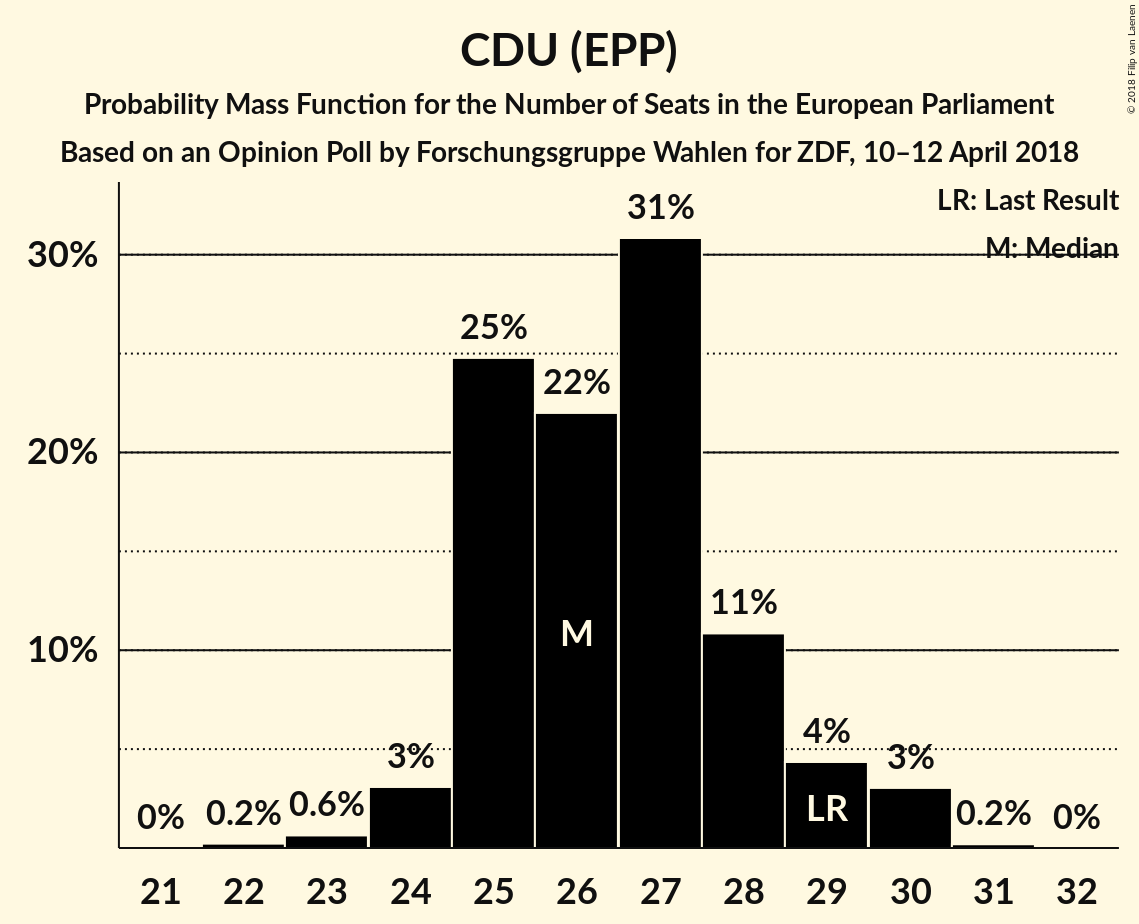 CDU (EPP)
Probability Mass Function for the Number of Seats in the European Parliament
Based on an Opinion Poll by Forschungsgruppe Wahlen for ZDF, 10–12 April 2018
© 2018 Filip van Laenen
LR: Last Result
M: Median
30%
20%
10%
0%
0.2%
0.6%
3%
25%
22%
31%
11%
4%
3%
0.2%
0%
M
LR
21 22 23 24 25 26 27 28 29 30 31 32